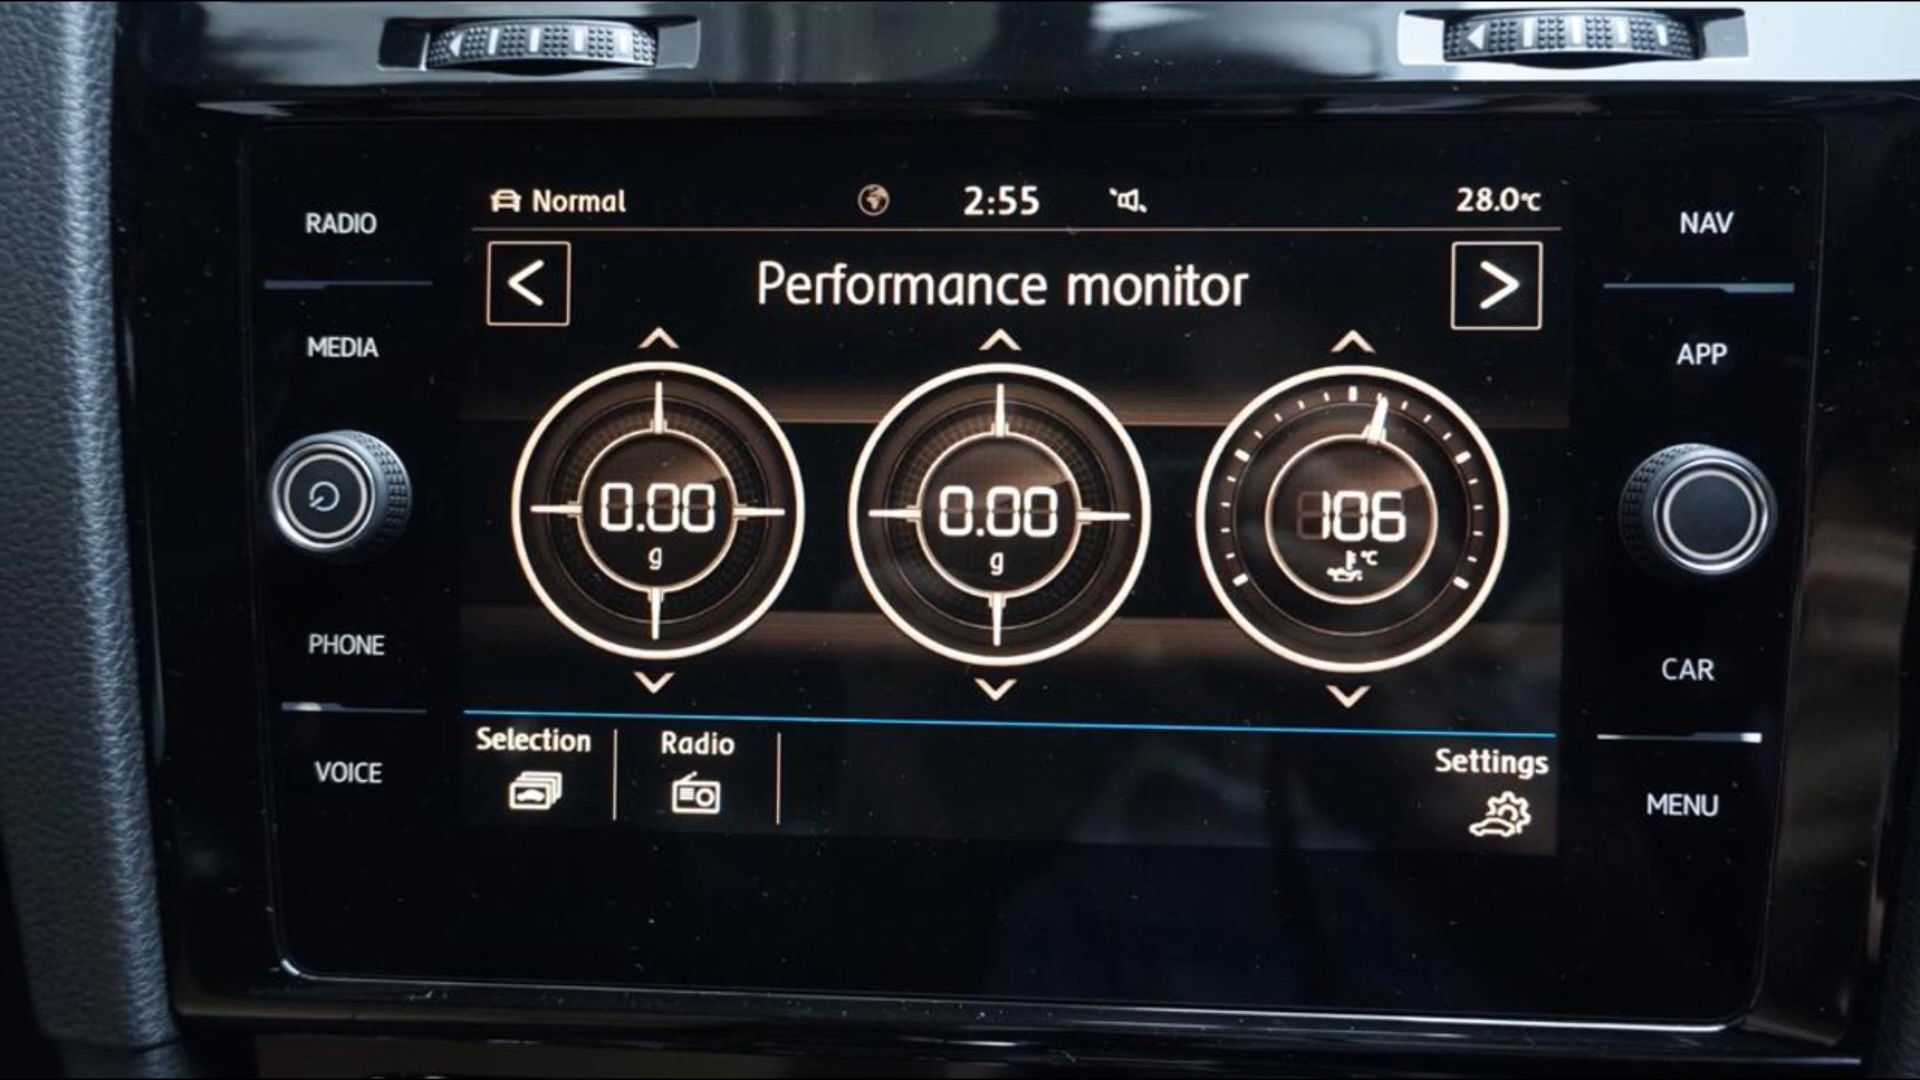 Normal 2:55 28.0°C
RADIO
NAV
< Performance monitor >
MEDIA
APP
0.00
g
0.00
g
106
°C
PHONE
CAR
Selection
Radio
Settings
VOICE
MENU